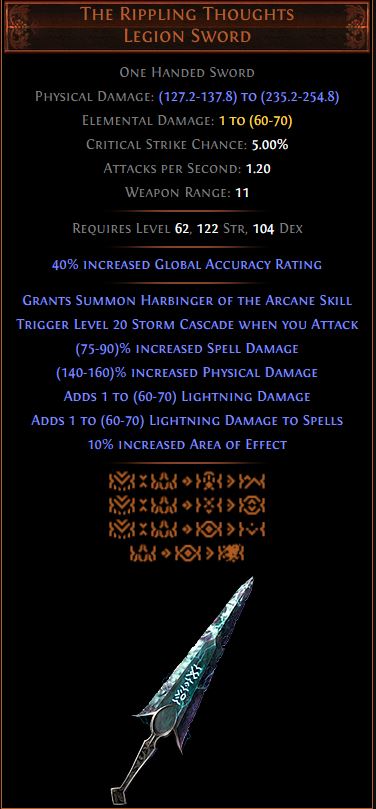 The Rippling Thoughts
Legion Sword
One Handed Sword
Physical Damage: (127.2-137.8) to (235.2-254.8)
Elemental Damage: 1 to (60-70)
Critical Strike Chance: 5.00%
Attacks per Second: 1.20
Weapon Range: 11
Requires Level 62, 122 Str, 104 Dex
40% increased Global Accuracy Rating
Grants Summon Harbinger of the Arcane Skill
Trigger Level 20 Storm Cascade when you Attack
(75-90)% increased Spell Damage
(140-160)% increased Physical Damage
Adds 1 to (60-70) Lightning Damage
Adds 1 to (60-70) Lightning Damage to Spells
10% increased Area of Effect